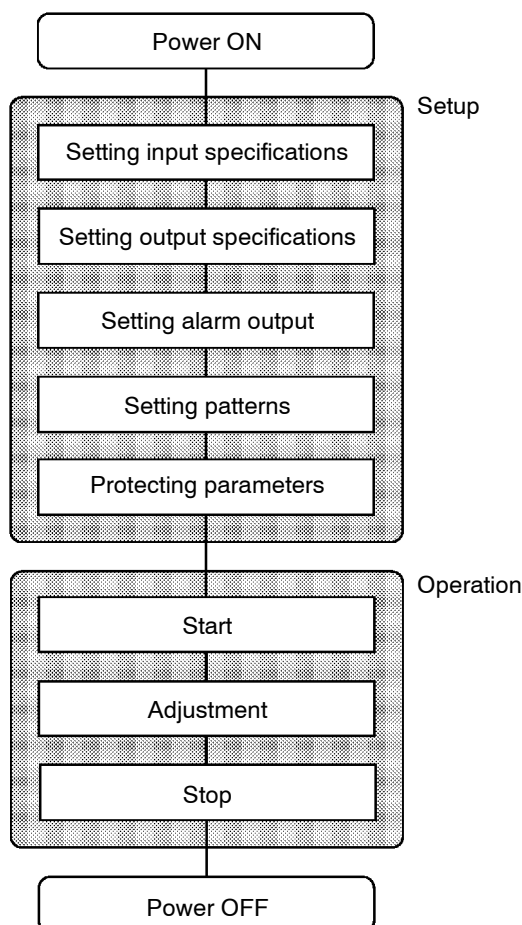 Power ON
Setup
Setting input specifications
Setting output specifications
Setting alarm output
Setting patterns
Protecting parameters
Operation
Start
Adjustment
Stop
Power OFF